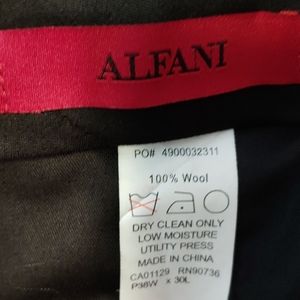 ALFANI
PO# 4900032311
100% Wool
DRY CLEAN ONLY
LOW MOISTURE
UTILITY PRESS
MADE IN CHINA
CA01129 RN90736
P38W x 30L